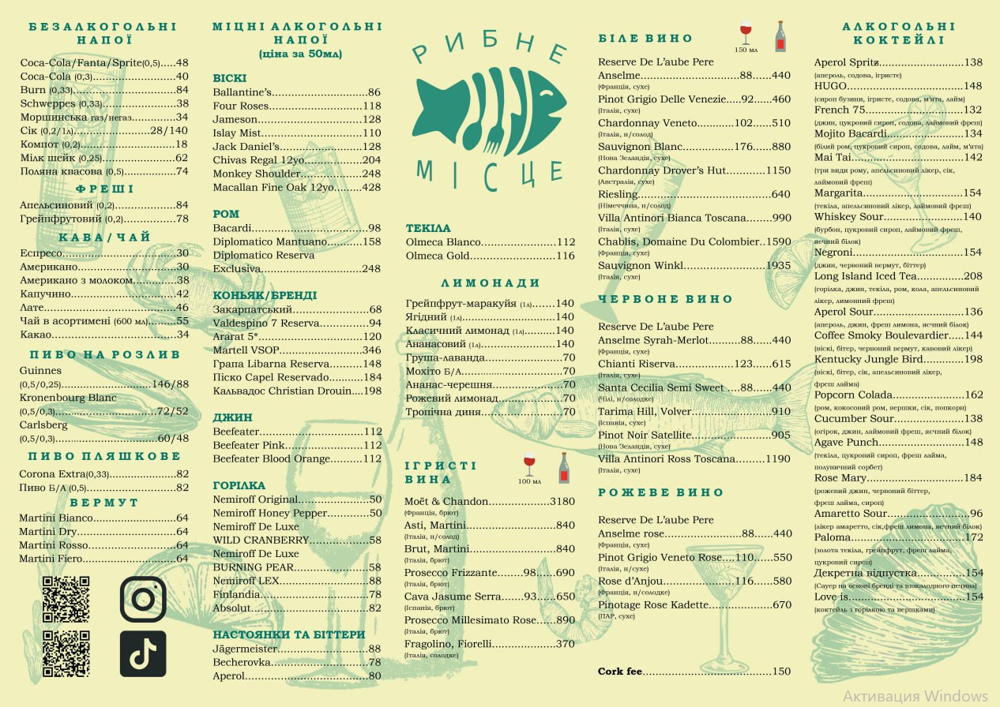 БЕЗАЛКОГОЛЬНІ
НАПОЇ
Coca-Cola/Fanta/Sprite(0,5).....48
Coca-Cola (0,3)..........................40
Burn (0,33)................................84
Schweppes (0,33)........................38
Моршинська газ/негаз..............34
Сік (0,2/1л).......................28/140
Компот (0,2)..............................18
Мілк шейк (0,25).......................62
Поляна квасова (0,5)................74
ФРЕШІ
Апельсиновий (0,2)...................84
Грейпфрутовий (0,2).................78
КАВА/ЧАЙ
Еспресо......................................30
Американо.................................30
Американо з молоком..............38
Капучино...................................42
Лате...........................................46
Чай в асортимені (600 мл).........55
Какао.........................................34
ПИВО НА РОЗЛИВ
Guinnes
(0,5/0,25)............................146/88
Kronenbourg Blanc
(0,5/0,3)...............................72/52
Carlsberg
(0,5/0,3)...............................60/48
ПИВО ПЛЯШКОВЕ
Corona Extra(0,33).....................82
Пиво Б/А (0,5)...........................82
ВЕРМУТ
Martini Bianco...........................64
Martini Dry................................64
Martini Rosso............................64
Martini Fiero.............................64
МІЦНІ АЛКОГОЛЬНІ
НАПОЇ
(ціна за 50мл)
ВІСКІ
Ballantine's................................86
Four Roses................................118
Jameson...................................128
Islay Mist..................................110
Jack Daniel's............................128
Chivas Regal 12yo....................204
Monkey Shoulder.....................248
Macallan Fine Oak 12yo.........428
РОМ
Bacardi.......................................98
Diplomatico Mantuano............158
Diplomatico Reserva
Exclusiva..................................248
КОНЬЯК/БРЕНДІ
Закарпатський.........................68
Valdespino 7 Reserva.................94
Ararat 5*...................................120
Martell VSOP............................346
Грапа Libarna Reserva............148
Піско Capel Reservado............184
Кальвадос Christian Drouin....198
ДЖИН
Beefeater..................................112
Beefeater Pink..........................112
Beefeater Blood Orange...........112
ГОРІЛКА
Nemiroff Original.......................50
Nemiroff Honey Pepper..............50
Nemiroff De Luxe
WILD CRANBERRY...................58
Nemiroff De Luxe
BURNING PEAR........................58
Nemiroff LEX.............................88
Finlandia...................................78
Absolut......................................82
НАСТОЯНКИ ТА БІТТЕРИ
Jägermeister..............................88
Becherovka................................78
Aperol........................................80
РИБНЕ
МІСЦЕ
ТЕКІЛА
Olmeca Blanco.........................112
Olmeca Gold............................116
ЛИМОНАДИ
Грейпфрут-маракуйя (1л).......140
Ягідний (1л).............................140
Класичний лимонад (1л).........140
Ананасовий (1л)......................140
Груша-лаванда..........................70
Мохіто Б/А................................70
Ананас-черешня........................70
Рожевий лимонад.....................70
Тропічна диня...........................70
ІГРИСТІ
ВИНА
100 мл
Moët & Chandon...................3180
(Франція, брют)
Asti, Martini............................840
(Італія, н/солод)
Brut, Martini...........................840
(Італія, брют)
Prosecco Frizzante........98......690
(Італія, брют)
Cava Jasume Serra.......93......650
(Іспанія, брют)
Prosecco Millesimato Rose......890
(Італія, брют)
Fragolino, Fiorelli....................370
(Італія, солодке)
БІЛЕ ВИНО
150 мл
Reserve De L'aube Pere
Anselme..............................88......440
(Франція, сухе)
Pinot Grigio Delle Venezie.....92......460
(Італія, сухе)
Chardonnay Veneto............102......510
(Італія, н/солод)
Sauvignon Blanc................176......880
(Нова Зеландія, сухе)
Chardonnay Drover's Hut............1150
(Австралія, сухе)
Riesling.......................................640
(Німеччина, н/солод)
Villa Antinori Bianca Toscana........990
(Італія, сухе)
Chablis, Domaine Du Colombier..1590
(Франція, сухе)
Sauvignon Winkl.........................1935
(Італія, сухе)
ЧЕРВОНЕ ВИНО
Reserve De L'aube Pere
Anselme Syrah-Merlot..........88......440
(Франція, сухе)
Chianti Riserva..................123......615
(Італія, сухе)
Santa Cecilia Semi Sweet ....88......440
(Чілі, н/солодке)
Tarima Hill, Volver........................910
(Іспанія, сухе)
Pinot Noir Satellite........................905
(Нова Зеландія, сухе)
Villa Antinori Ross Toscana.........1190
(Італія, сухе)
РОЖЕВЕ ВИНО
Reserve De L'aube Pere
Anselme rose........................88.....440
(Франція, сухе)
Pinot Grigio Veneto Rose....110......550
(Італія, н/сухе)
Rose d'Anjou......................116......580
(Франція, н/солодке)
Pinotage Rose Kadette...................670
(ПАР, сухе)
Cork fee........................................150
АЛКОГОЛЬНІ
КОКТЕЙЛІ
Aperol Spritz..........................138
(апероль, содова, ігристе)
HUGO....................................148
(сироп бузини, ігристе, содова, м'ята, лайм)
French 75...............................132
(джин, цукровий сироп, содова, лаймовий фреш)
Mojito Bacardi........................134
(білий ром, цукровий сироп, содова, лайм, м'ята)
Mai Tai...................................142
(три види рому, апельсиновий лікер, сік,
лаймовий фреш)
Margarita................................154
(текіла, апельсиновий лікер, лаймовий фреш)
Whiskey Sour.........................140
(бурбон, цукровий сироп, лаймовий фреш,
яєчний білок)
Negroni..................................154
(джин, червоний вермут, біттер)
Long Island Iced Tea...............208
(горілка, джин, текіла, ром, кола, апельсиновий
лікер, лимонний фреш)
Aperol Sour............................136
(апероль, джин, фреш лимона, яєчний білок)
Coffee Smoky Boulevardier.....144
(віскі, бітер, червоний вермут, кавовий лікер)
Kentucky Jungle Bird.............198
(віскі, бітер, сік, апельсиновий лікер,
фреш лайма)
Popcorn Colada......................162
(ром, кокосовий ром, вершки, сік, попкорн)
Cucumber Sour......................138
(огірок, джин, лаймовий фреш, яєчний білок)
Agave Punch...........................148
(текіла, цукровий сироп, фреш лайма,
полуничний сорбет)
Rose Mary..............................184
(рожевий джин, червоний біттер,
фреш лайма, сироп)
Amaretto Sour.........................96
(лікер амаретто, сік,фреш лимона, яєчний білок)
Paloma...................................172
(золота текіла, грейпфрут, фреш лайма,
цукровий сироп)
Декретна відпустка...............154
(Сауер на основі бренді та шокаладного печива)
Love is....................................154
(коктейль з горілкою та вершками)
Активация Windows